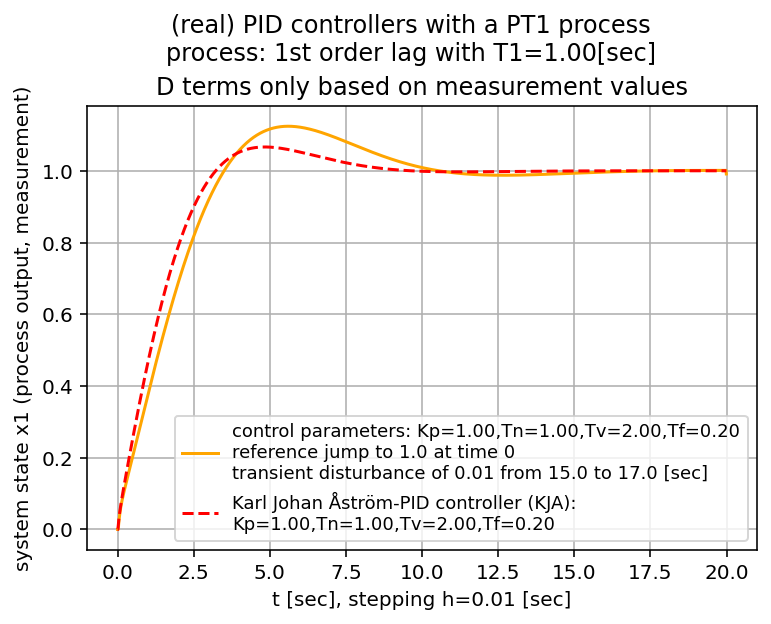 (real) PID controllers with a PT1 process
process: 1st order lag with T1=1.00[sec]
D terms only based on measurement values
system state x1 (process output, measurement)
1.0
0.8
0.6
0.4
0.2
0.0
control parameters: Kp=1.00,Tn=1.00,Tv=2.00,Tf=0.20
reference jump to 1.0 at time 0
transient disturbance of 0.01 from 15.0 to 17.0 [sec]
Karl Johan Åström-PID controller (KJA):
Kp=1.00,Tn=1.00,Tv=2.00,Tf=0.20
0.0 2.5 5.0 7.5 10.0 12.5 15.0 17.5 20.0
t [sec], stepping h=0.01 [sec]